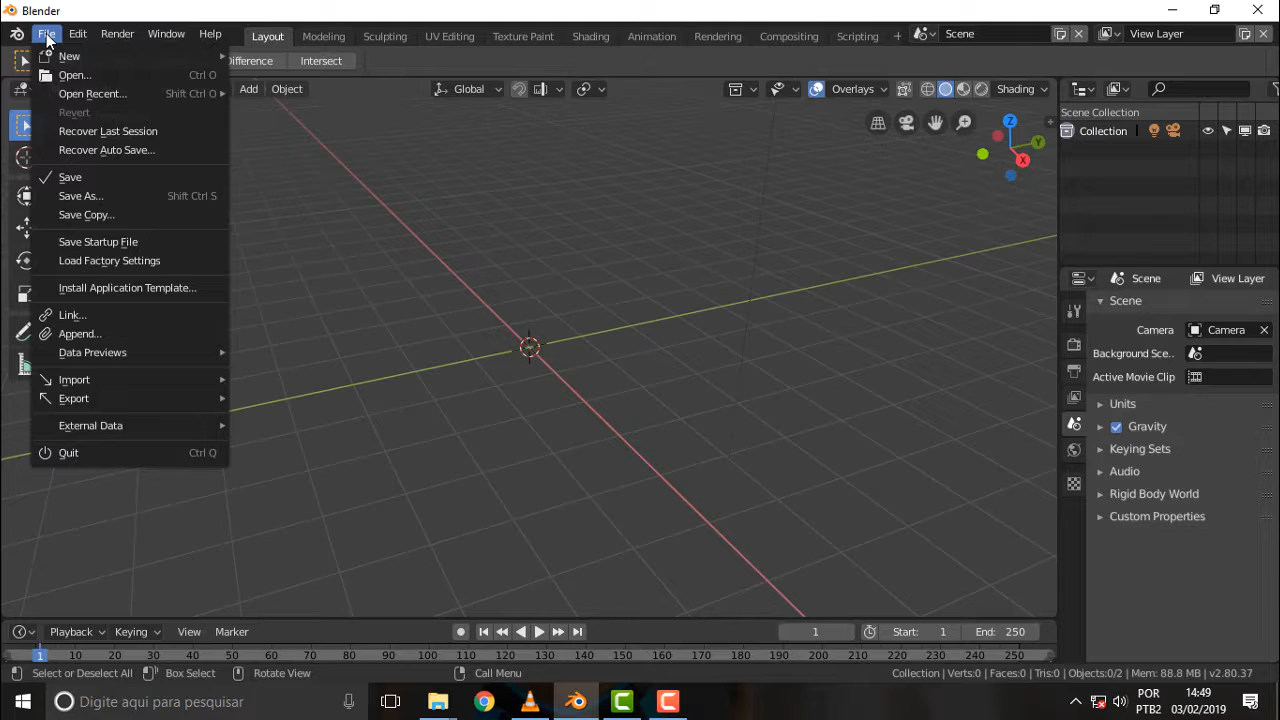 Blender
File Edit Render Window Help Layout Modeling Sculpting UV Editing Texture Paint Shading Animation Rendering Compositing Scripting Scene View Layer
ifference Intersect
Add Object Global Overlays Shading
New
Open... Ctrl O
Open Recent... Shift Ctrl O
Revert
Recover Last Session
Recover Auto Save...
Save
Save As... Shift Ctrl S
Save Copy...
Save Startup File
Load Factory Settings
Install Application Template...
Link...
Append...
Data Previews
Import
Export
External Data
Quit Ctrl Q
Z
Y
X
Scene Collection
Collection
Scene View Layer
Scene
Camera Camera
Background Sce..
Active Movie Clip
Units
Gravity
Keying Sets
Audio
Rigid Body World
Custom Properties
Playback Keying View Marker 1 Start: 1 End: 250
1 10 20 30 40 50 60 70 80 90 100 110 120 130 140 150 160 170 180 190 200 210 220 230 240 250
Select or Deselect All Box Select Rotate View Call Menu Collection | Verts:0 | Faces:0 | Tris:0 | Objects:0/2 | Mem: 88.8 MB | v2.80.37
Digite aqui para pesquisar
POR 14:49
PTB2 03/02/2019